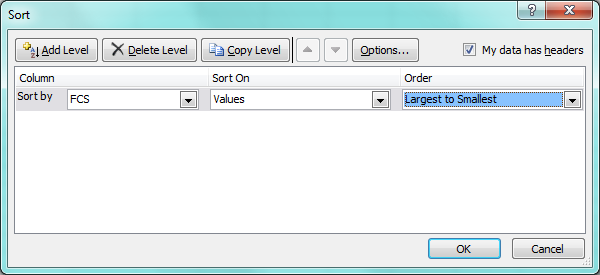 Sort
Add Level Delete Level Copy Level Options... My data has headers
Column Sort On Order
Sort by FCS Values Largest to Smallest
OK Cancel